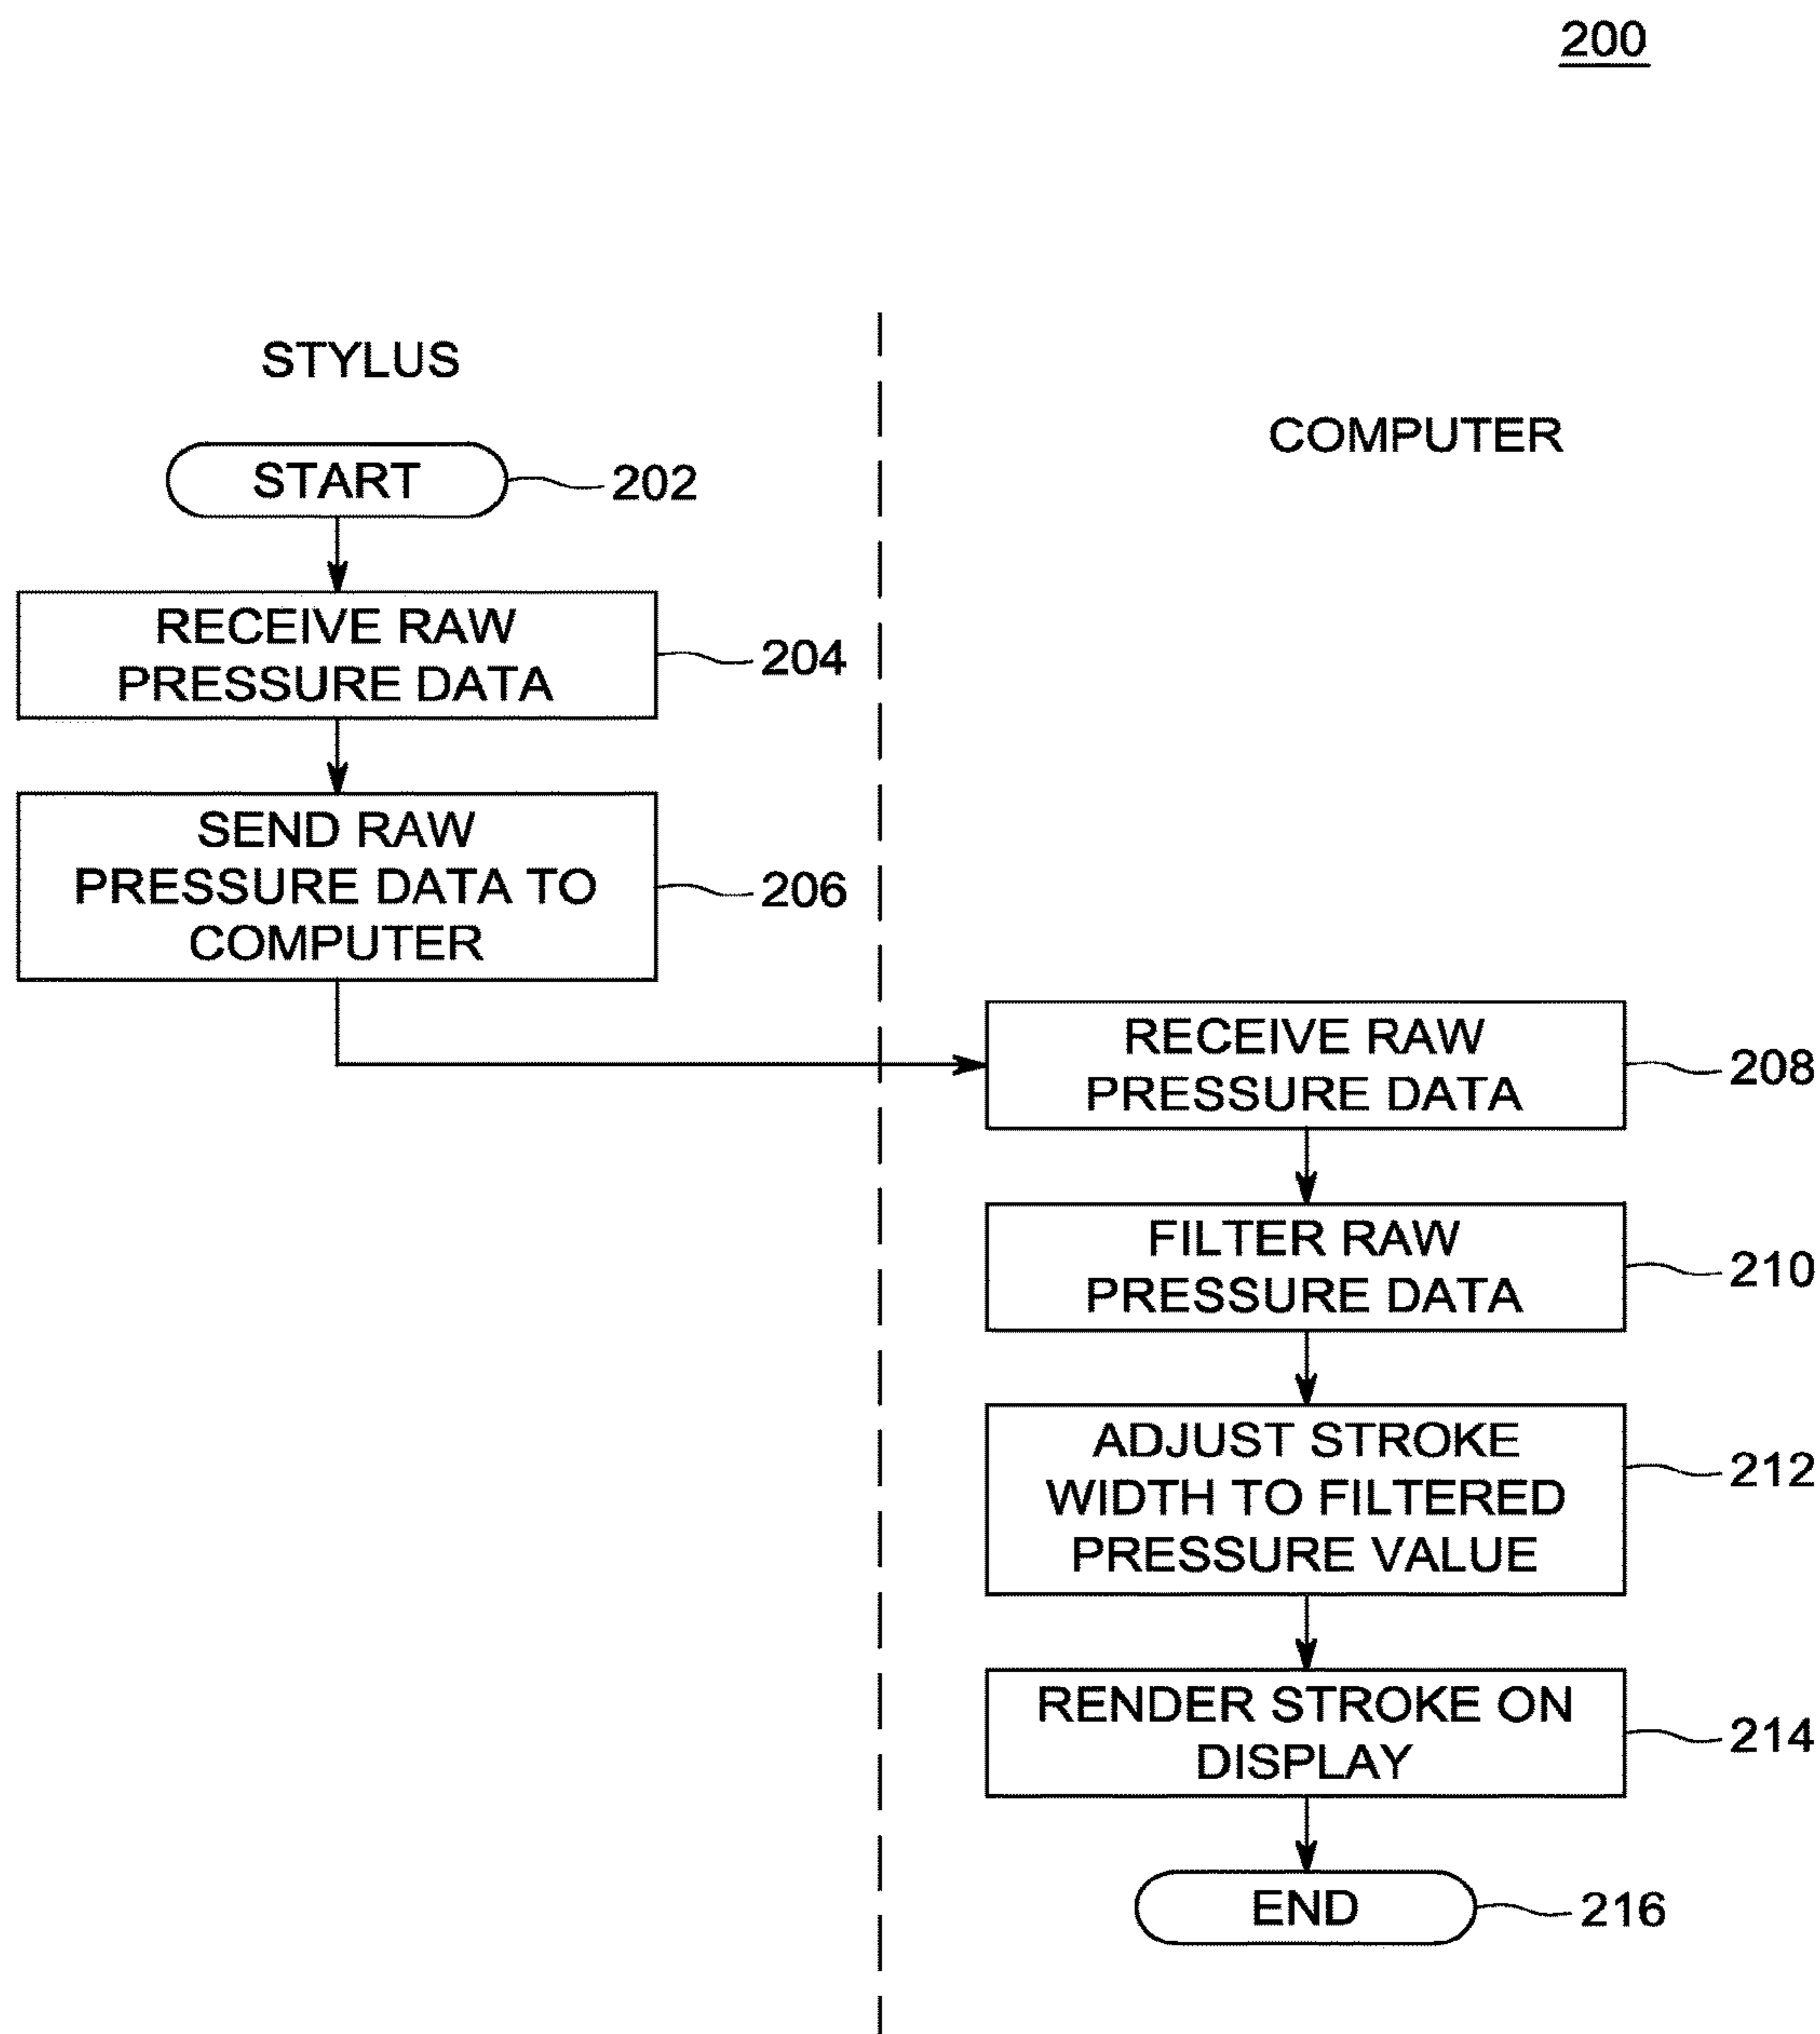 200
STYLUS
COMPUTER
START
202
RECEIVE RAW
PRESSURE DATA
204
SEND RAW
PRESSURE DATA TO
COMPUTER
206
RECEIVE RAW
PRESSURE DATA
208
FILTER RAW
PRESSURE DATA
210
ADJUST STROKE
WIDTH TO FILTERED
PRESSURE VALUE
212
RENDER STROKE ON
DISPLAY
214
END
216